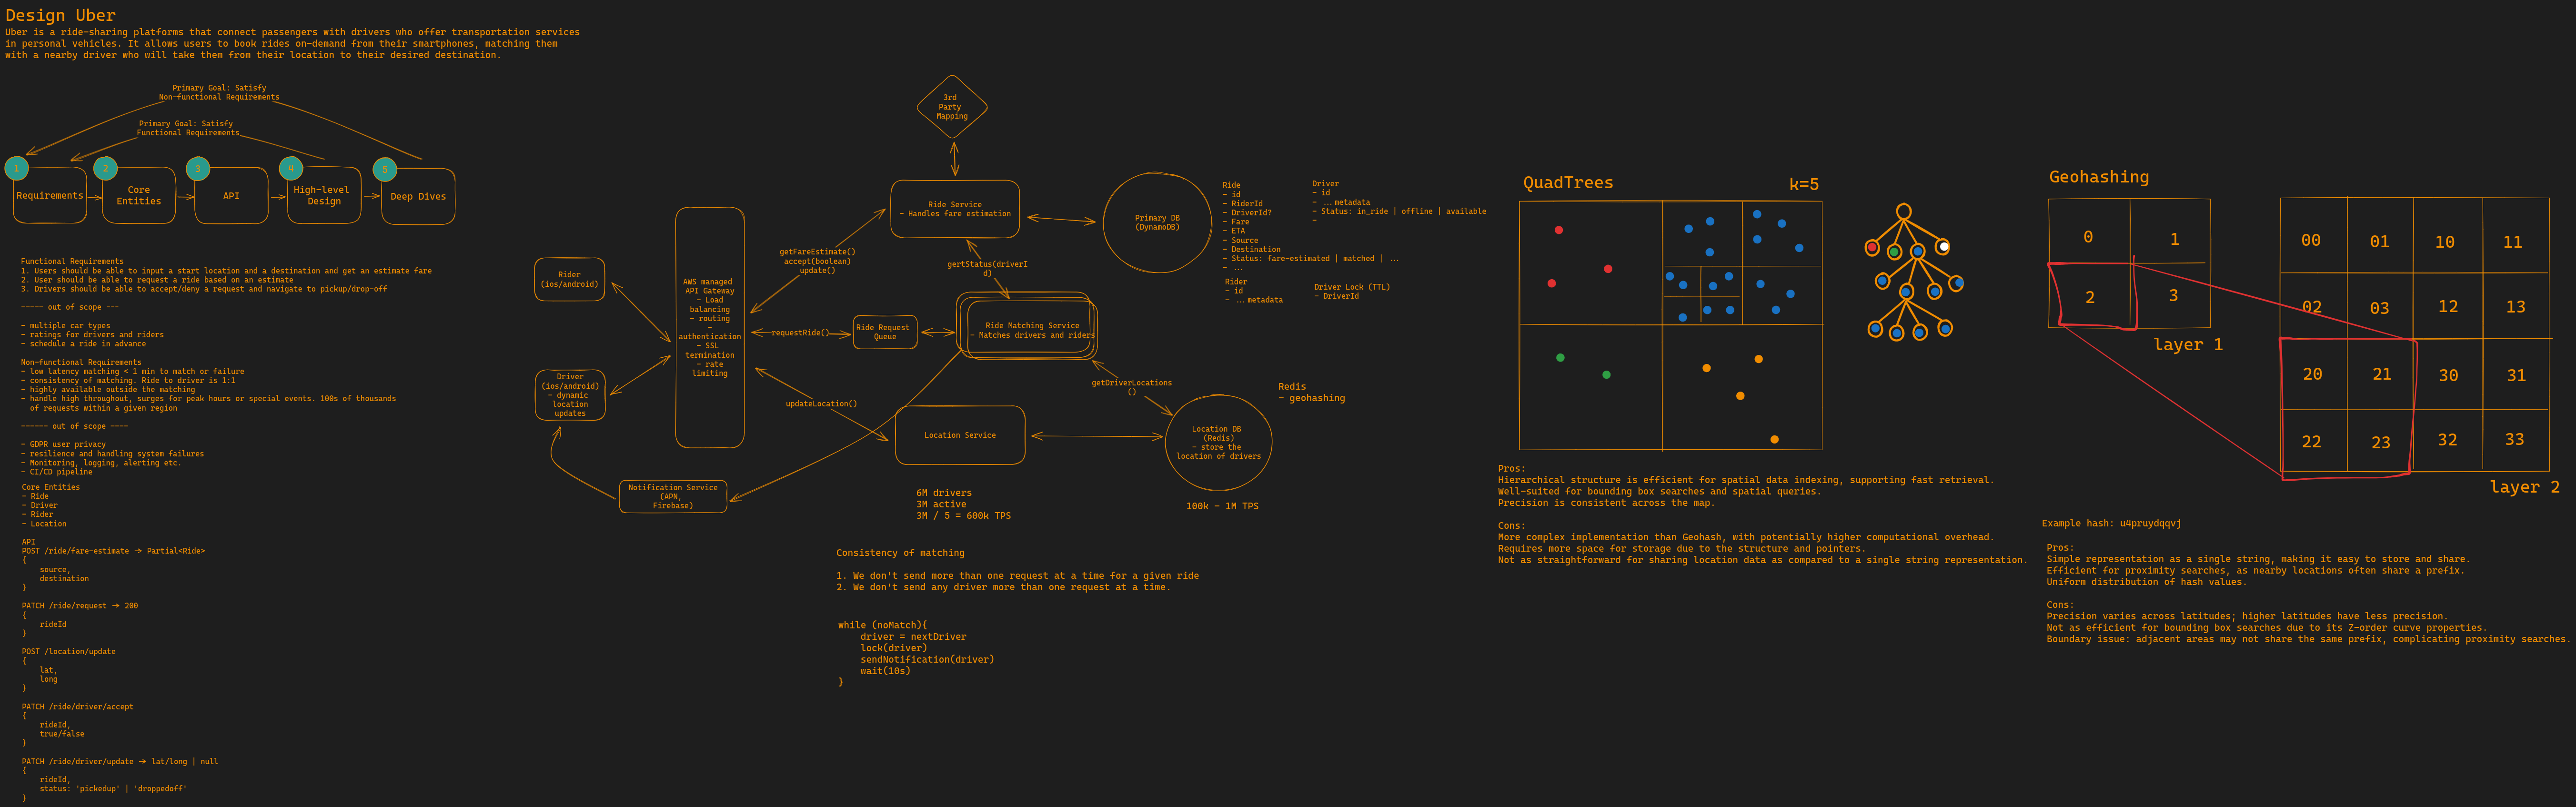 Design Uber
Uber is a ride-sharing platforms that connect passengers with drivers who offer transportation services
in personal vehicles. It allows users to book rides on-demand from their smartphones, matching them
with a nearby driver who will take them from their location to their desired destination.
Primary Goal: Satisfy
Non-functional Requirements
Primary Goal: Satisfy
Functional Requirements
1
Requirements
2
Core
Entities
3
API
4
High-level
Design
5
Deep Dives
Functional Requirements
1. Users should be able to input a start location and a destination and get an estimate fare
2. User should be able to request a ride based on an estimate
3. Drivers should be able to accept/deny a request and navigate to pickup/drop-off
----- out of scope ---
- multiple car types
- ratings for drivers and riders
- schedule a ride in advance
Non-functional Requirements
- low latency matching < 1 min to match or failure
- consistency of matching. Ride to driver is 1:1
- highly available outside the matching
- handle high throughout, surges for peak hours or special events. 100s of thousands
of requests within a given region
------ out of scope ----
- GDPR user privacy
- resilience and handling system failures
- Monitoring, logging, alerting etc.
- CI/CD pipeline
Core Entities
- Ride
- Driver
- Rider
- Location
API
POST /ride/fare-estimate -> Partial<Ride>
{
source,
destination
}
PATCH /ride/request -> 200
{
rideId
}
POST /location/update
{
lat,
long
}
PATCH /ride/driver/accept
{
rideId,
true/false
}
PATCH /ride/driver/update -> lat/long | null
{
rideId,
status: 'pickedup' | 'droppedoff'
}
Rider
(ios/android)
Driver
(ios/android)
- dynamic
location
updates
AWS managed
API Gateway
- Load
balancing
- routing
-
authentication
- SSL
termination
- rate
limiting
Notification Service
(APN,
Firebase)
getFareEstimate()
accept(boolean)
update()
requestRide()
updateLocation()
3rd
Party
Mapping
Ride Service
- Handles fare estimation
gertStatus(driverI
d)
Ride Request
Queue
Ride Matching Service
- Matches drivers and riders
getDriverLocations
()
Location Service
Primary DB
(DynamoDB)
Location DB
(Redis)
- store the
location of drivers
Ride
- id
- RiderId
- DriverId?
- Fare
- ETA
- Source
- Destination
- Status: fare-estimated | matched | ...
- ...
Rider
- id
- ...metadata
Driver
- id
- ...metadata
- Status: in_ride | offline | available
-
Driver Lock (TTL)
- DriverId
Redis
- geohashing
6M drivers
3M active
3M / 5 = 600k TPS
100k - 1M TPS
Consistency of matching
1. We don't send more than one request at a time for a given ride
2. We don't send any driver more than one request at a time.
while (noMatch){
driver = nextDriver
lock(driver)
sendNotification(driver)
wait(10s)
}
QuadTrees
k=5
Pros:
Hierarchical structure is efficient for spatial data indexing, supporting fast retrieval.
Well-suited for bounding box searches and spatial queries.
Precision is consistent across the map.
Cons:
More complex implementation than Geohash, with potentially higher computational overhead.
Requires more space for storage due to the structure and pointers.
Not as straightforward for sharing location data as compared to a single string representation.
Geohashing
0 1
2 3
layer 1
00 01 10 11
02 03 12 13
20 21 30 31
22 23 32 33
layer 2
Example hash: u4pruydqqvj
Pros:
Simple representation as a single string, making it easy to store and share.
Efficient for proximity searches, as nearby locations often share a prefix.
Uniform distribution of hash values.
Cons:
Precision varies across latitudes; higher latitudes have less precision.
Not as efficient for bounding box searches due to its Z-order curve properties.
Boundary issue: adjacent areas may not share the same prefix, complicating proximity searches.